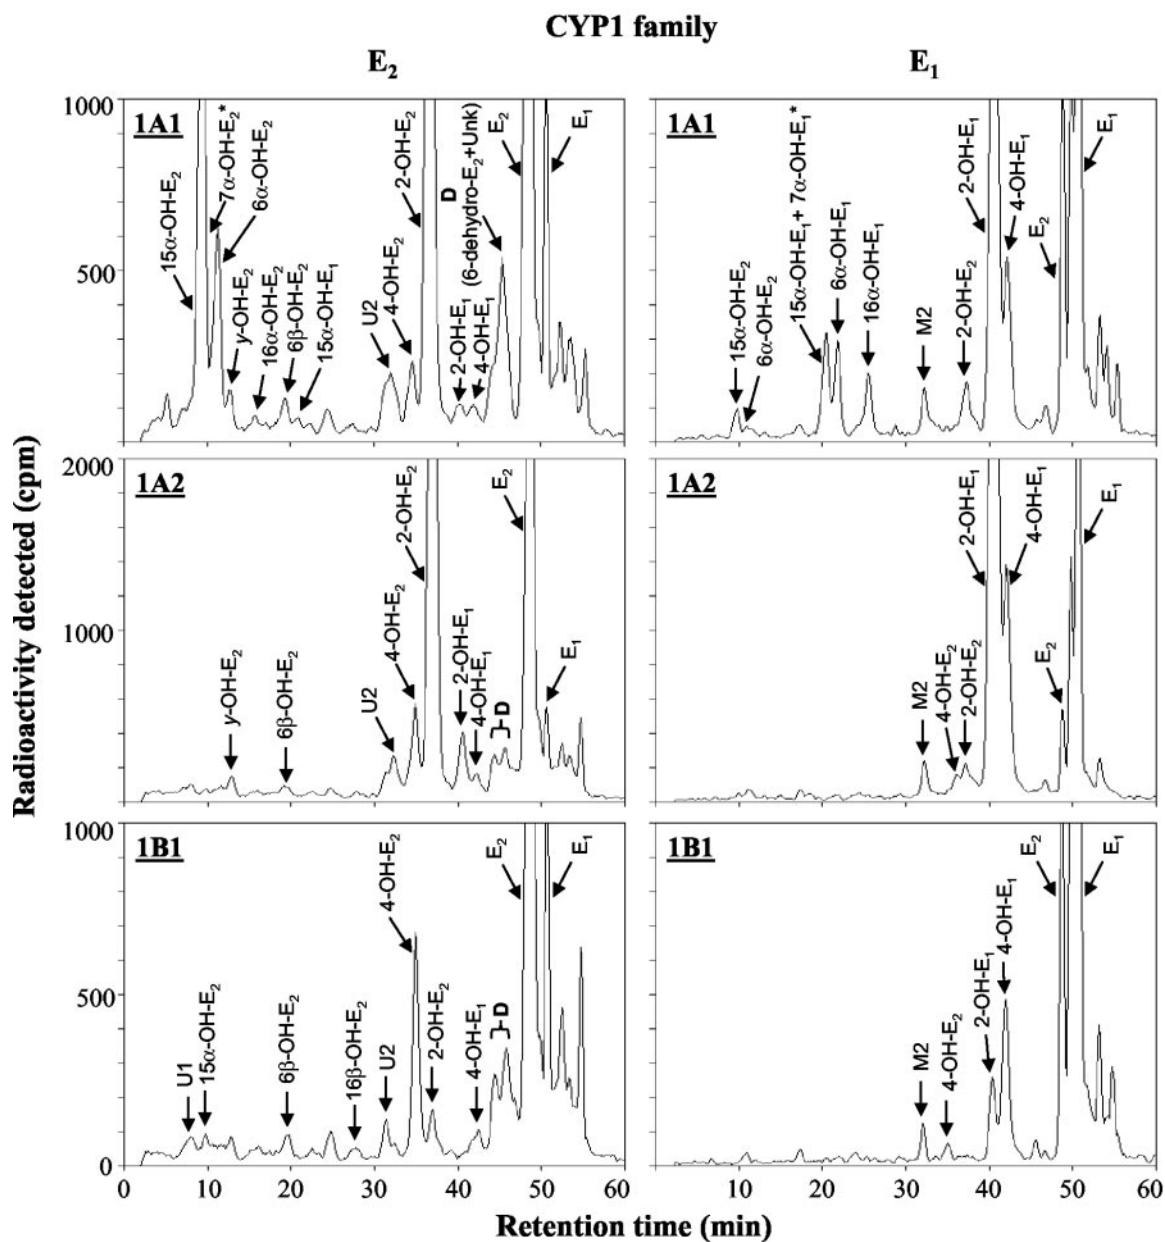 CYP1 family
E₂
E₁
Radioactivity detected (cpm)
1000
500
1A1
15α-OH-E₂
7α-OH-E₂*
6α-OH-E₂
y-OH-E₂
16α-OH-E₂
6β-OH-E₂
15α-OH-E₁
U2
4-OH-E₂
2-OH-E₂
2-OH-E₁
4-OH-E₁
D
(6-dehydro-E₂+Unk)
E₂
E₁
1A1
15α-OH-E₂
6α-OH-E₂
15α-OH-E₁+ 7α-OH-E₁*
6α-OH-E₁
16α-OH-E₁
M2
2-OH-E₂
2-OH-E₁
4-OH-E₁
E₂
E₁
2000
1000
1A2
y-OH-E₂
6β-OH-E₂
U2
4-OH-E₂
2-OH-E₂
2-OH-E₁
4-OH-E₁
D
E₂
E₁
1A2
M2
4-OH-E₂
2-OH-E₂
2-OH-E₁
4-OH-E₁
E₂
E₁
1000
500
0
1B1
U1
15α-OH-E₂
6β-OH-E₂
16β-OH-E₂
U2
4-OH-E₂
2-OH-E₂
4-OH-E₁
D
E₂
E₁
1B1
M2
4-OH-E₂
2-OH-E₁
4-OH-E₁
E₂
E₁
0 10 20 30 40 50 60
10 20 30 40 50 60
Retention time (min)